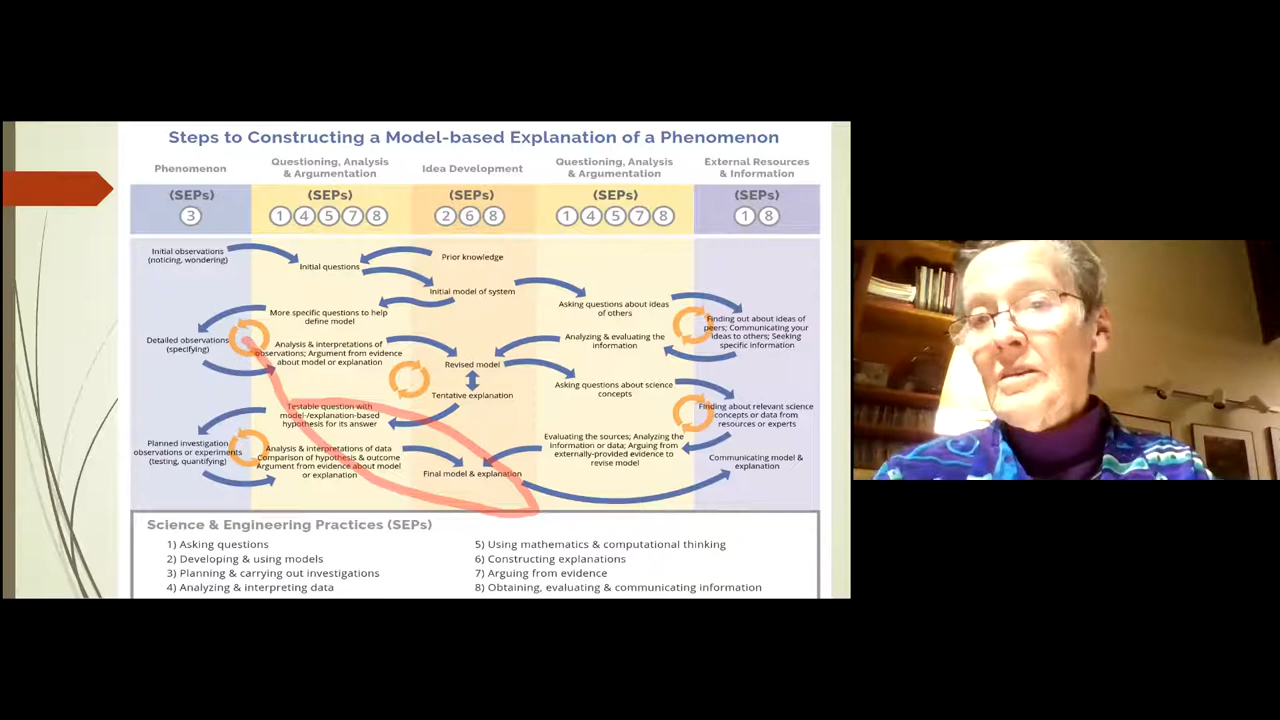 Steps to Constructing a Model-based Explanation of a Phenomenon
Phenomenon
Questioning, Analysis
& Argumentation
Idea Development
Questioning, Analysis
& Argumentation
External Resources
& Information
(SEPs)
(SEPs)
(SEPs)
(SEPs)
(SEPs)
3
1 4 5 7 8
2 6 8
1 4 5 7 8
1 8
Initial observations
(noticing, wondering)
Initial questions
Prior knowledge
Initial model of system
Asking questions about ideas
of others
More specific questions to help
define model
Finding out about ideas of
peers; Communicating your
ideas to others; Seeking
specific information
Detailed observations
(specifying)
Analysis & interpretations of
observations; Argument from evidence
about model or explanation
Analyzing & evaluating the
information
Revised model
Tentative explanation
Asking questions about science
concepts
Testable question with
model-/explanation-based
hypothesis for its answer
Finding about relevant science
concepts or data from
resources or experts
Planned investigation
observations or experiments
(testing, quantifying)
Analysis & interpretations of data
Comparison of hypothesis & outcome
Argument from evidence about model
or explanation
Final model & explanation
Evaluating the sources; Analyzing the
information or data; Arguing from
externally-provided evidence to
revise model
Communicating model &
explanation
Science & Engineering Practices (SEPs)
1) Asking questions
2) Developing & using models
3) Planning & carrying out investigations
4) Analyzing & interpreting data
5) Using mathematics & computational thinking
6) Constructing explanations
7) Arguing from evidence
8) Obtaining, evaluating & communicating information